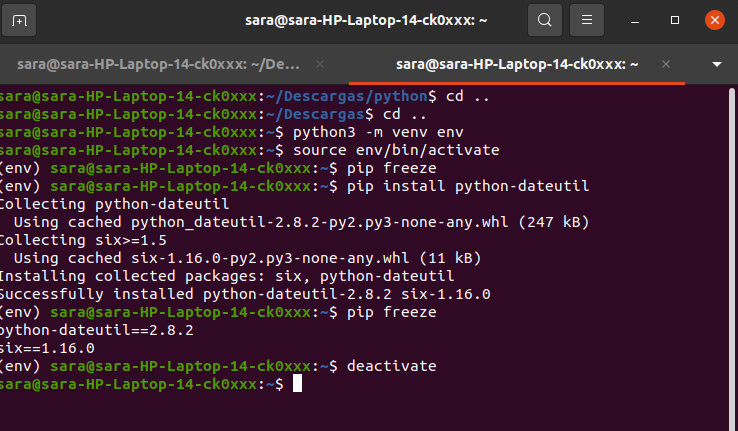 sara@sara-HP-Laptop-14-ck0xxx: ~
sara@sara-HP-Laptop-14-ck0xxx: ~/De...
sara@sara-HP-Laptop-14-ck0xxx: ~
sara@sara-HP-Laptop-14-ck0xxx:~/Descargas/python$ cd ..
sara@sara-HP-Laptop-14-ck0xxx:~/Descargas$ cd ..
sara@sara-HP-Laptop-14-ck0xxx:~$ python3 -m venv env
sara@sara-HP-Laptop-14-ck0xxx:~$ source env/bin/activate
(env) sara@sara-HP-Laptop-14-ck0xxx:~$ pip freeze
(env) sara@sara-HP-Laptop-14-ck0xxx:~$ pip install python-dateutil
Collecting python-dateutil
  Using cached python_dateutil-2.8.2-py2.py3-none-any.whl (247 kB)
Collecting six>=1.5
  Using cached six-1.16.0-py2.py3-none-any.whl (11 kB)
Installing collected packages: six, python-dateutil
Successfully installed python-dateutil-2.8.2 six-1.16.0
(env) sara@sara-HP-Laptop-14-ck0xxx:~$ pip freeze
python-dateutil==2.8.2
six==1.16.0
(env) sara@sara-HP-Laptop-14-ck0xxx:~$ deactivate
sara@sara-HP-Laptop-14-ck0xxx:~$